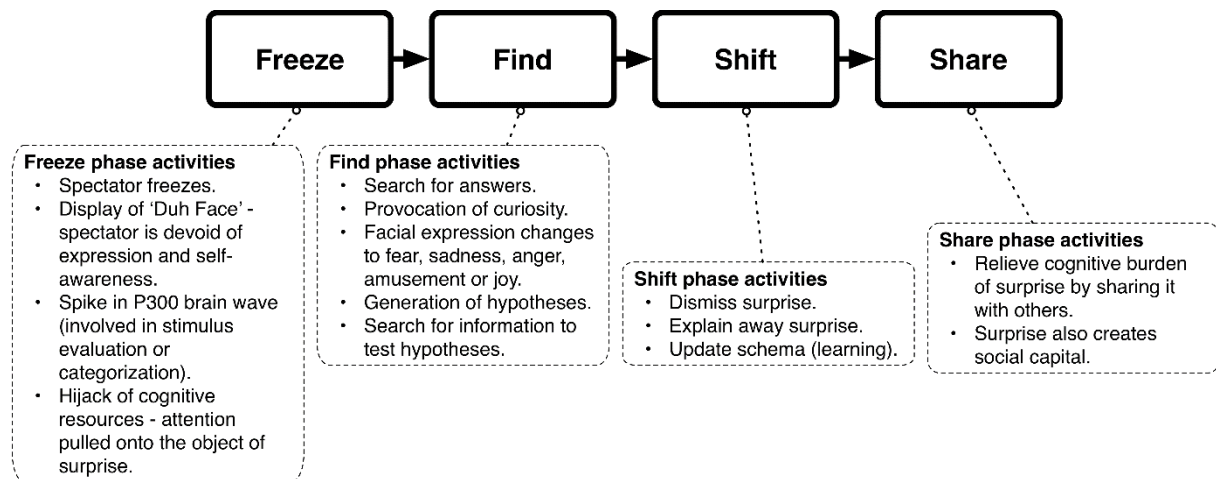 Freeze
Find
Shift
Share
Freeze phase activities
• Spectator freezes.
• Display of ‘Duh Face’ -
spectator is devoid of
expression and self-
awareness.
• Spike in P300 brain wave
(involved in stimulus
evaluation or
categorization).
• Hijack of cognitive
resources - attention
pulled onto the object of
surprise.
Find phase activities
• Search for answers.
• Provocation of curiosity.
• Facial expression changes
to fear, sadness, anger,
amusement or joy.
• Generation of hypotheses.
• Search for information to
test hypotheses.
Shift phase activities
• Dismiss surprise.
• Explain away surprise.
• Update schema (learning).
Share phase activities
• Relieve cognitive burden
of surprise by sharing it
with others.
• Surprise also creates
social capital.